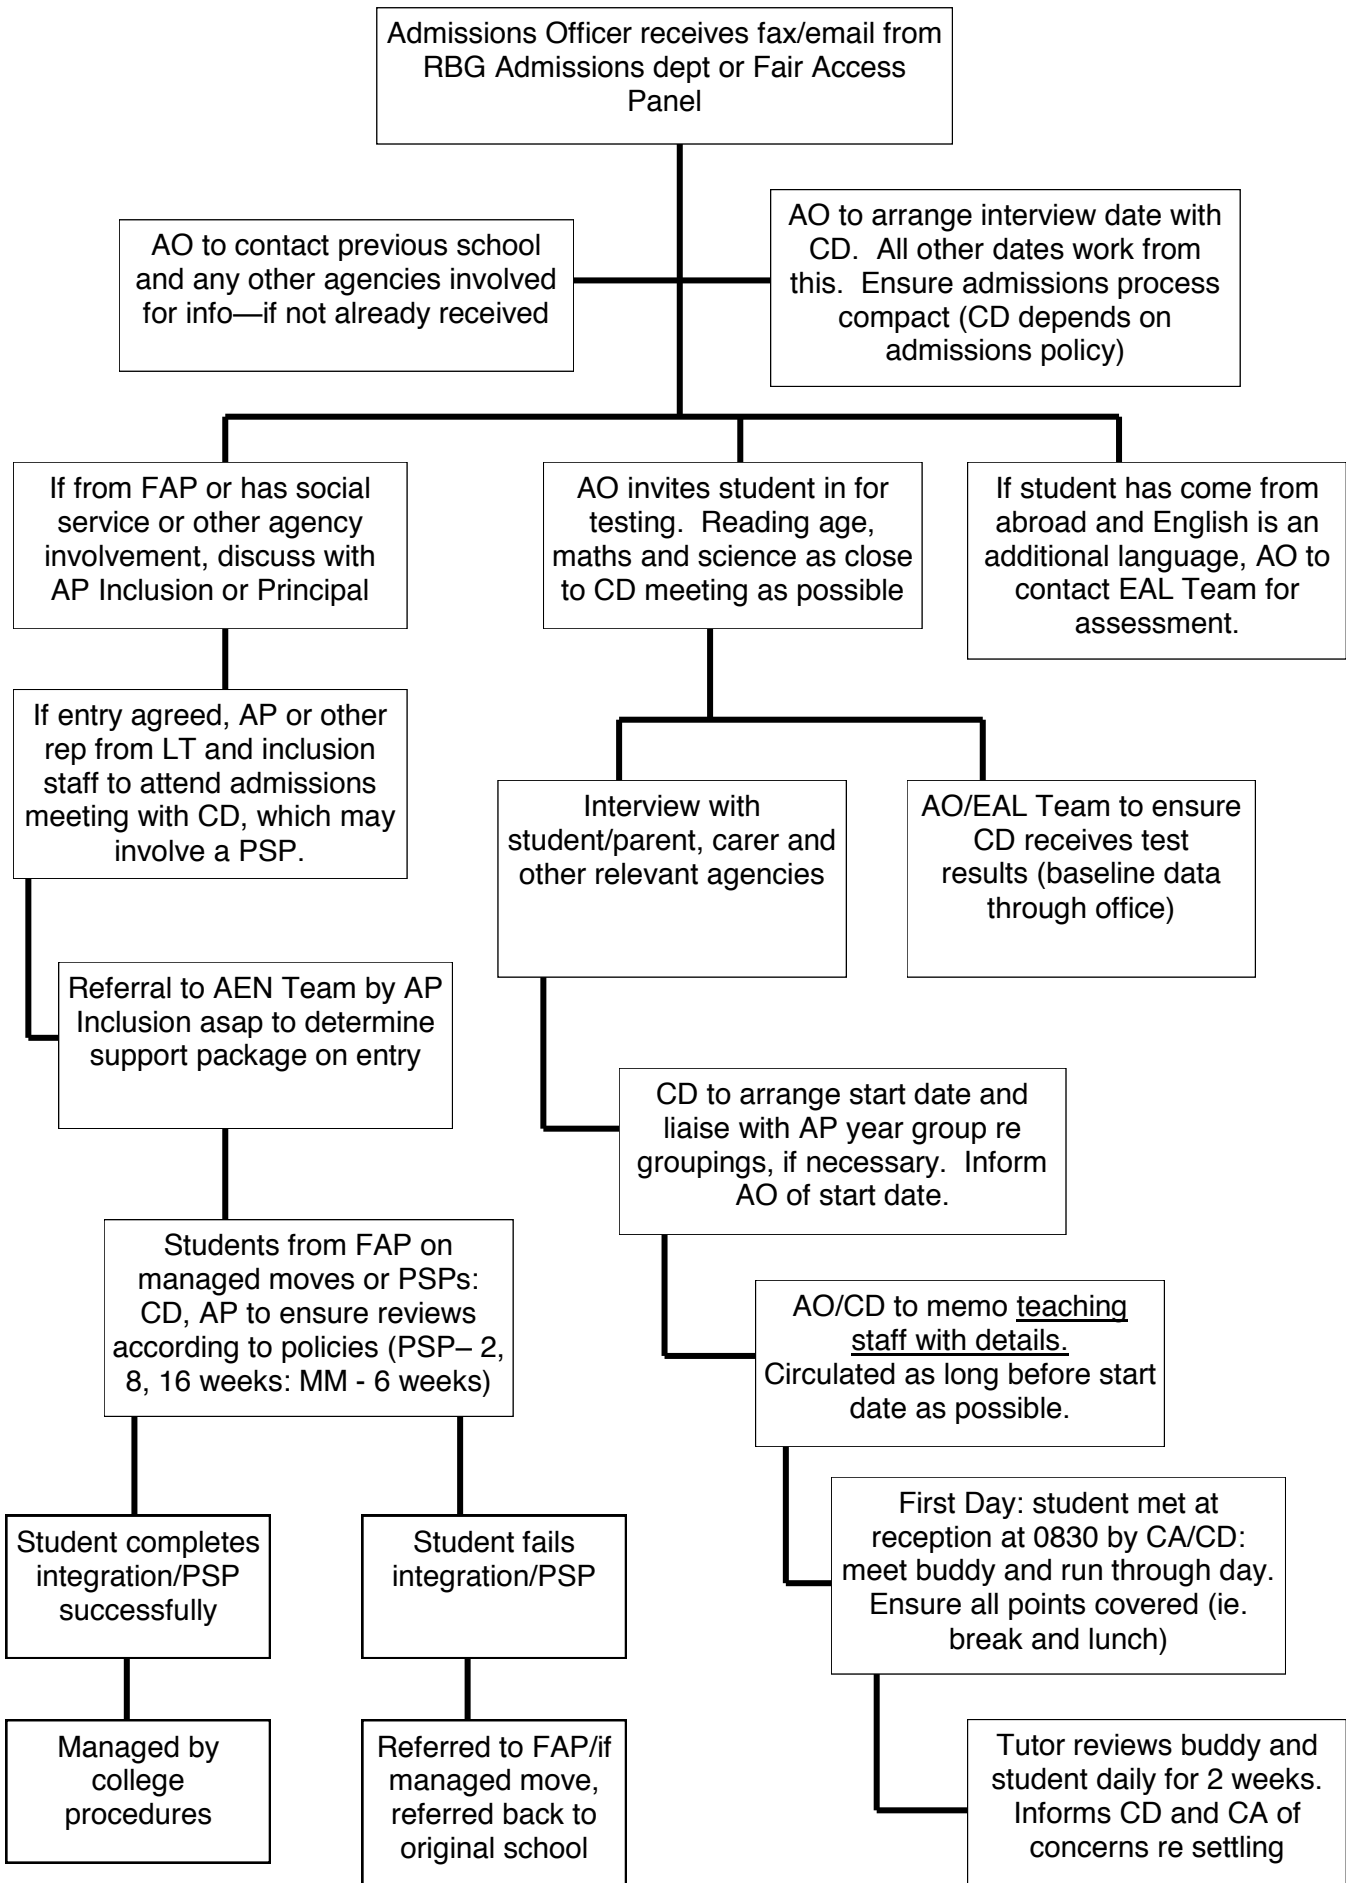 Admissions Officer receives fax/email from
RBG Admissions dept or Fair Access
Panel
AO to contact previous school
and any other agencies involved
for info—if not already received
AO to arrange interview date with
CD.  All other dates work from
this.  Ensure admissions process
compact (CD depends on
admissions policy)
If from FAP or has social
service or other agency
involvement, discuss with
AP Inclusion or Principal
AO invites student in for
testing.  Reading age,
maths and science as close
to CD meeting as possible
If student has come from
abroad and English is an
additional language, AO to
contact EAL Team for
assessment.
If entry agreed, AP or other
rep from LT and inclusion
staff to attend admissions
meeting with CD, which may
involve a PSP.
Interview with
student/parent, carer and
other relevant agencies
AO/EAL Team to ensure
CD receives test
results (baseline data
through office)
Referral to AEN Team by AP
Inclusion asap to determine
support package on entry
CD to arrange start date and
liaise with AP year group re
groupings, if necessary.  Inform
AO of start date.
Students from FAP on
managed moves or PSPs:
CD, AP to ensure reviews
according to policies (PSP– 2,
8, 16 weeks: MM - 6 weeks)
AO/CD to memo teaching
staff with details.
Circulated as long before start
date as possible.
First Day: student met at
reception at 0830 by CA/CD:
meet buddy and run through day.
Ensure all points covered (ie.
break and lunch)
Student completes
integration/PSP
successfully
Student fails
integration/PSP
Managed by
college
procedures
Referred to FAP/if
managed move,
referred back to
original school
Tutor reviews buddy and
student daily for 2 weeks.
Informs CD and CA of
concerns re settling